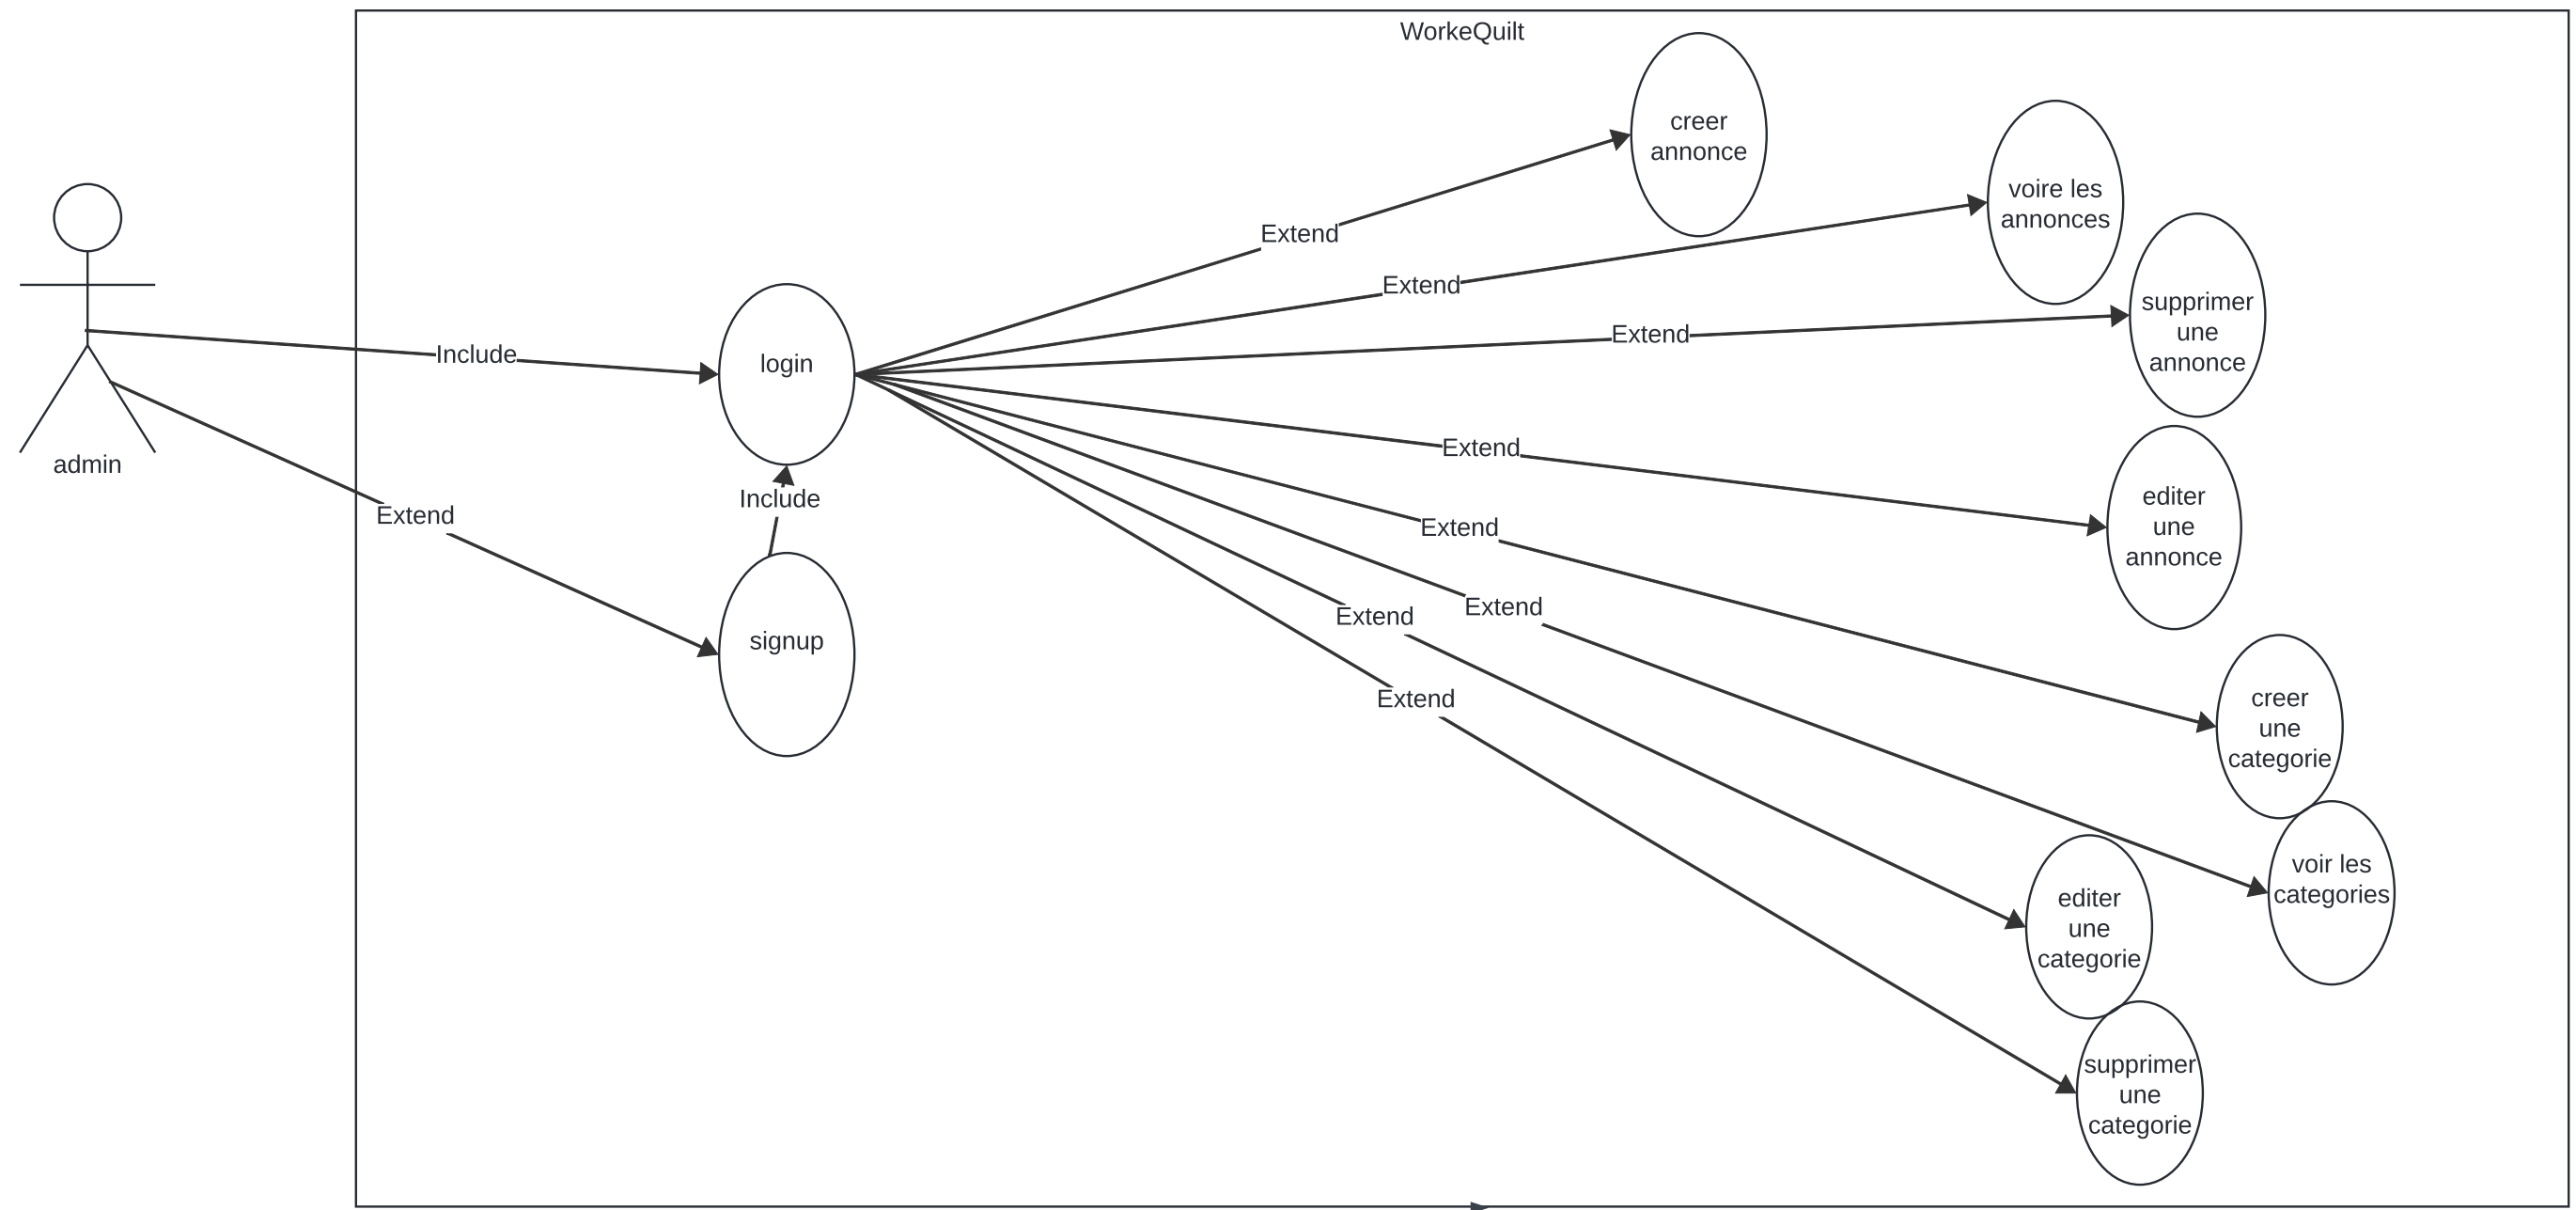 WorkeQuilt
creer
annonce
voire les
annonces
Extend
Extend
supprimer
une
annonce
Extend
Include
login
admin
Extend
editer
une
annonce
Include
Extend
Extend
signup
Extend
Extend
creer
une
categorie
Extend
voir les
categories
editer
une
categorie
supprimer
une
categorie